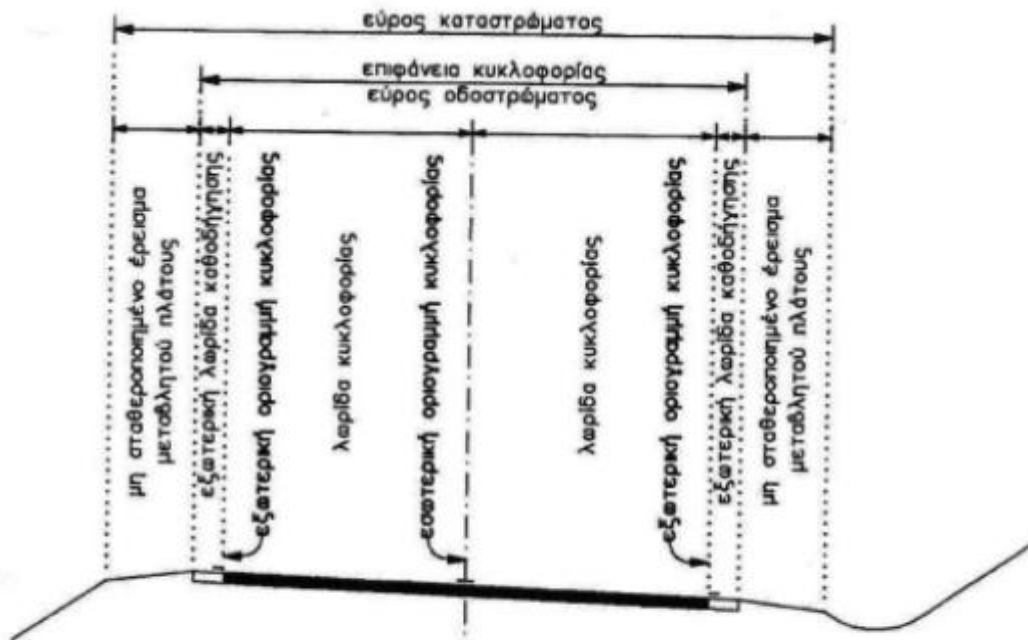 εύρος καταστρώματος
επιφάνεια κυκλοφορίας
εύρος οδοστρώματος
μη σταθεροποιημένο έρεισμα
μεταβλητού πλάτους
εξωτερική λωρίδα καθοδήγησης
εξωτερική οριογραμμή κυκλοφορίας
λωρίδα κυκλοφορίας
εσωτερική οριογραμμή κυκλοφορίας
λωρίδα κυκλοφορίας
εξωτερική οριογραμμή κυκλοφορίας
εξωτερική λωρίδα καθοδήγησης
μη σταθεροποιημένο έρεισμα
μεταβλητού πλάτους